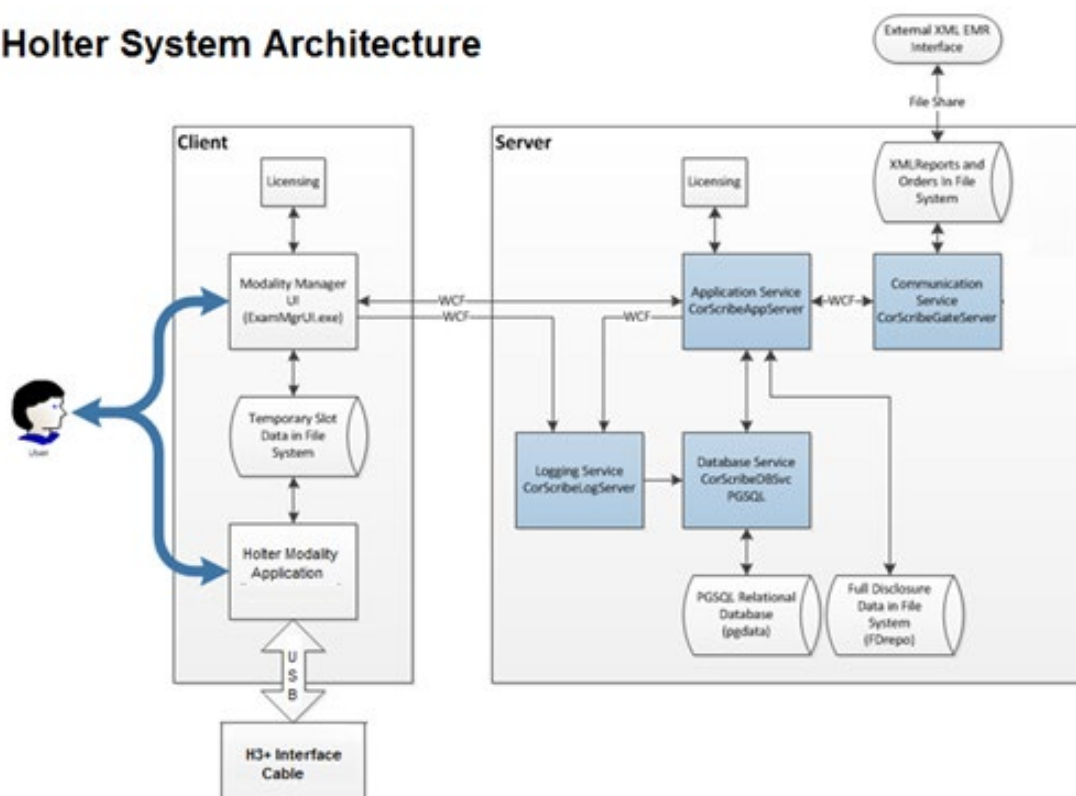 Holter System Architecture
External XML EMR
Interface
File Share
Client
Server
Licensing
Licensing
XMLReports and
Orders In File
System
Modality Manager
UI
(ExamMgrUI.exe)
WCF
WCF
WCF
Application Service
CorScribeAppServer
WCF
Communication
Service
CorScribeGateServer
User
Temporary Slot
Data in File
System
Logging Service
CorScribeLogServer
Database Service
CorScribeDBSvc
PGSQL
Holter Modality
Application
PGSQL Relational
Database
(pgdata)
Full Disclosure
Data in File
System
(FDrepo)
U
S
B
H3+ Interface
Cable